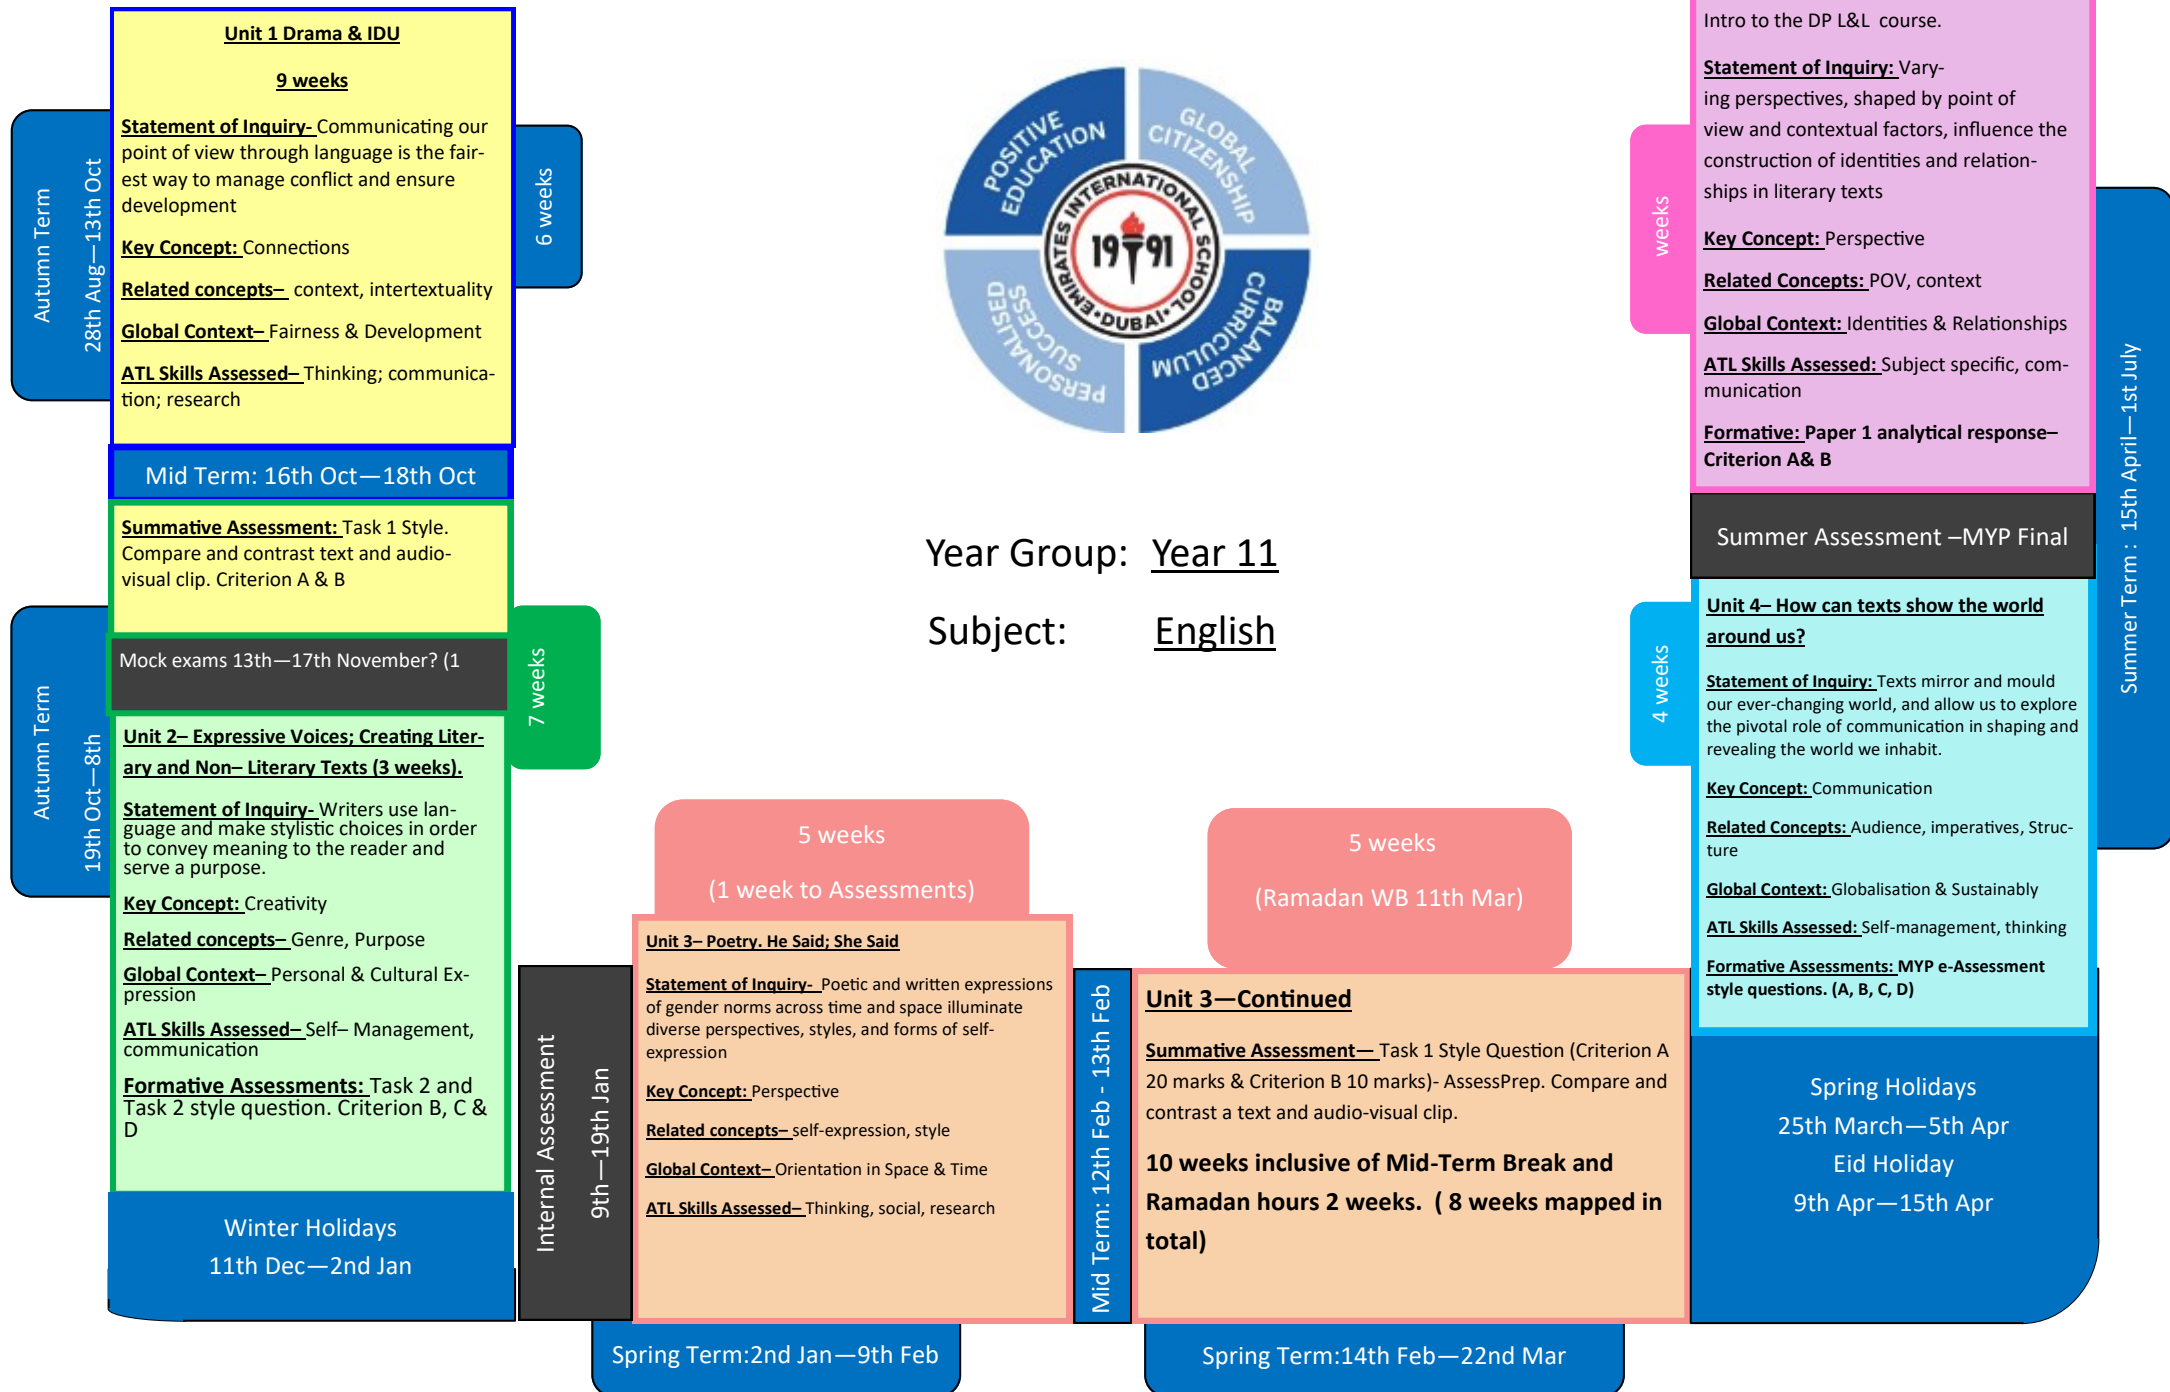 Unit 1 Drama & IDU
9 weeks
Statement of Inquiry- Communicating our
point of view through language is the fair-
est way to manage conflict and ensure
development
Key Concept: Connections
Related concepts– context, intertextuality
Global Context– Fairness & Development
ATL Skills Assessed– Thinking; communica-
tion; research
Autumn Term
28th Aug—13th Oct
6 weeks
Mid Term: 16th Oct—18th Oct
Summative Assessment: Task 1 Style.
Compare and contrast text and audio-
visual clip. Criterion A & B
Mock exams 13th—17th November? (1
Autumn Term
19th Oct—8th
7 weeks
Unit 2– Expressive Voices; Creating Liter-
ary and Non– Literary Texts (3 weeks).
Statement of Inquiry- Writers use lan-
guage and make stylistic choices in order
to convey meaning to the reader and
serve a purpose.
Key Concept: Creativity
Related concepts– Genre, Purpose
Global Context– Personal & Cultural Ex-
pression
ATL Skills Assessed– Self– Management,
communication
Formative Assessments: Task 2 and
Task 2 style question. Criterion B, C &
D
Winter Holidays
11th Dec—2nd Jan
POSITIVE
EDUCATION
GLOBAL
CITIZENSHIP
PERSONALISED
SUCCESS
BALANCED
CURRICULUM
EMIRATES INTERNATIONAL SCHOOL • DUBAI •
1991
Year Group: Year 11
Subject: English
Internal Assessment
9th—19th Jan
5 weeks
(1 week to Assessments)
Unit 3– Poetry. He Said; She Said
Statement of Inquiry- Poetic and written expressions
of gender norms across time and space illuminate
diverse perspectives, styles, and forms of self-
expression
Key Concept: Perspective
Related concepts– self-expression, style
Global Context– Orientation in Space & Time
ATL Skills Assessed– Thinking, social, research
Spring Term:2nd Jan—9th Feb
Mid Term: 12th Feb - 13th Feb
5 weeks
(Ramadan WB 11th Mar)
Unit 3—Continued
Summative Assessment— Task 1 Style Question (Criterion A
20 marks & Criterion B 10 marks)- AssessPrep. Compare and
contrast a text and audio-visual clip.
10 weeks inclusive of Mid-Term Break and
Ramadan hours 2 weeks. ( 8 weeks mapped in
total)
Spring Term:14th Feb—22nd Mar
Spring Holidays
25th March—5th Apr
Eid Holiday
9th Apr—15th Apr
4 weeks
Unit 4– How can texts show the world
around us?
Statement of Inquiry: Texts mirror and mould
our ever-changing world, and allow us to explore
the pivotal role of communication in shaping and
revealing the world we inhabit.
Key Concept: Communication
Related Concepts: Audience, imperatives, Struc-
ture
Global Context: Globalisation & Sustainably
ATL Skills Assessed: Self-management, thinking
Formative Assessments: MYP e-Assessment
style questions. (A, B, C, D)
Summer Assessment –MYP Final
Summer Term : 15th April—1st July
weeks
Intro to the DP L&L course.
Statement of Inquiry: Vary-
ing perspectives, shaped by point of
view and contextual factors, influence the
construction of identities and relation-
ships in literary texts
Key Concept: Perspective
Related Concepts: POV, context
Global Context: Identities & Relationships
ATL Skills Assessed: Subject specific, com-
munication
Formative: Paper 1 analytical response–
Criterion A& B